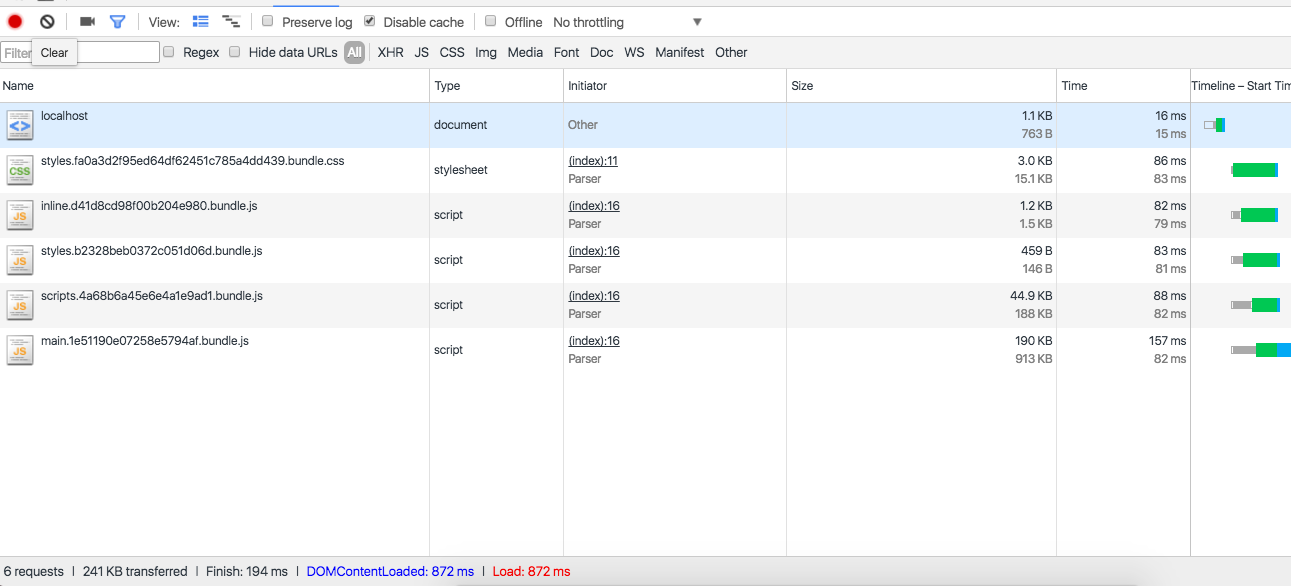 View: Preserve log Disable cache Offline No throttling ▼
Filter Clear Regex Hide data URLs All XHR JS CSS Img Media Font Doc WS Manifest Other
Name Type Initiator Size Time Timeline – Start Tim
localhost document Other 1.1 KB 16 ms
763 B 15 ms
CSS styles.fa0a3d2f95ed64df62451c785a4dd439.bundle.css stylesheet (index):11 3.0 KB 86 ms
Parser 15.1 KB 83 ms
JS inline.d41d8cd98f00b204e980.bundle.js script (index):16 1.2 KB 82 ms
Parser 1.5 KB 79 ms
JS styles.b2328beb0372c051d06d.bundle.js script (index):16 459 B 83 ms
Parser 146 B 81 ms
JS scripts.4a68b6a45e6e4a1e9ad1.bundle.js script (index):16 44.9 KB 88 ms
Parser 188 KB 82 ms
JS main.1e51190e07258e5794af.bundle.js script (index):16 190 KB 157 ms
Parser 913 KB 82 ms
6 requests | 241 KB transferred | Finish: 194 ms | DOMContentLoaded: 872 ms | Load: 872 ms